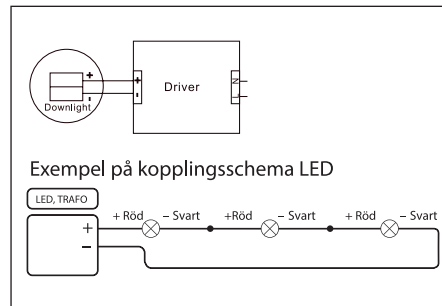 +
-
Downlight
+
-
Driver
N
L
Exempel på kopplingsschema LED
LED, TRAFO
+
−
+ Röd − Svart +Röd − Svart + Röd − Svart